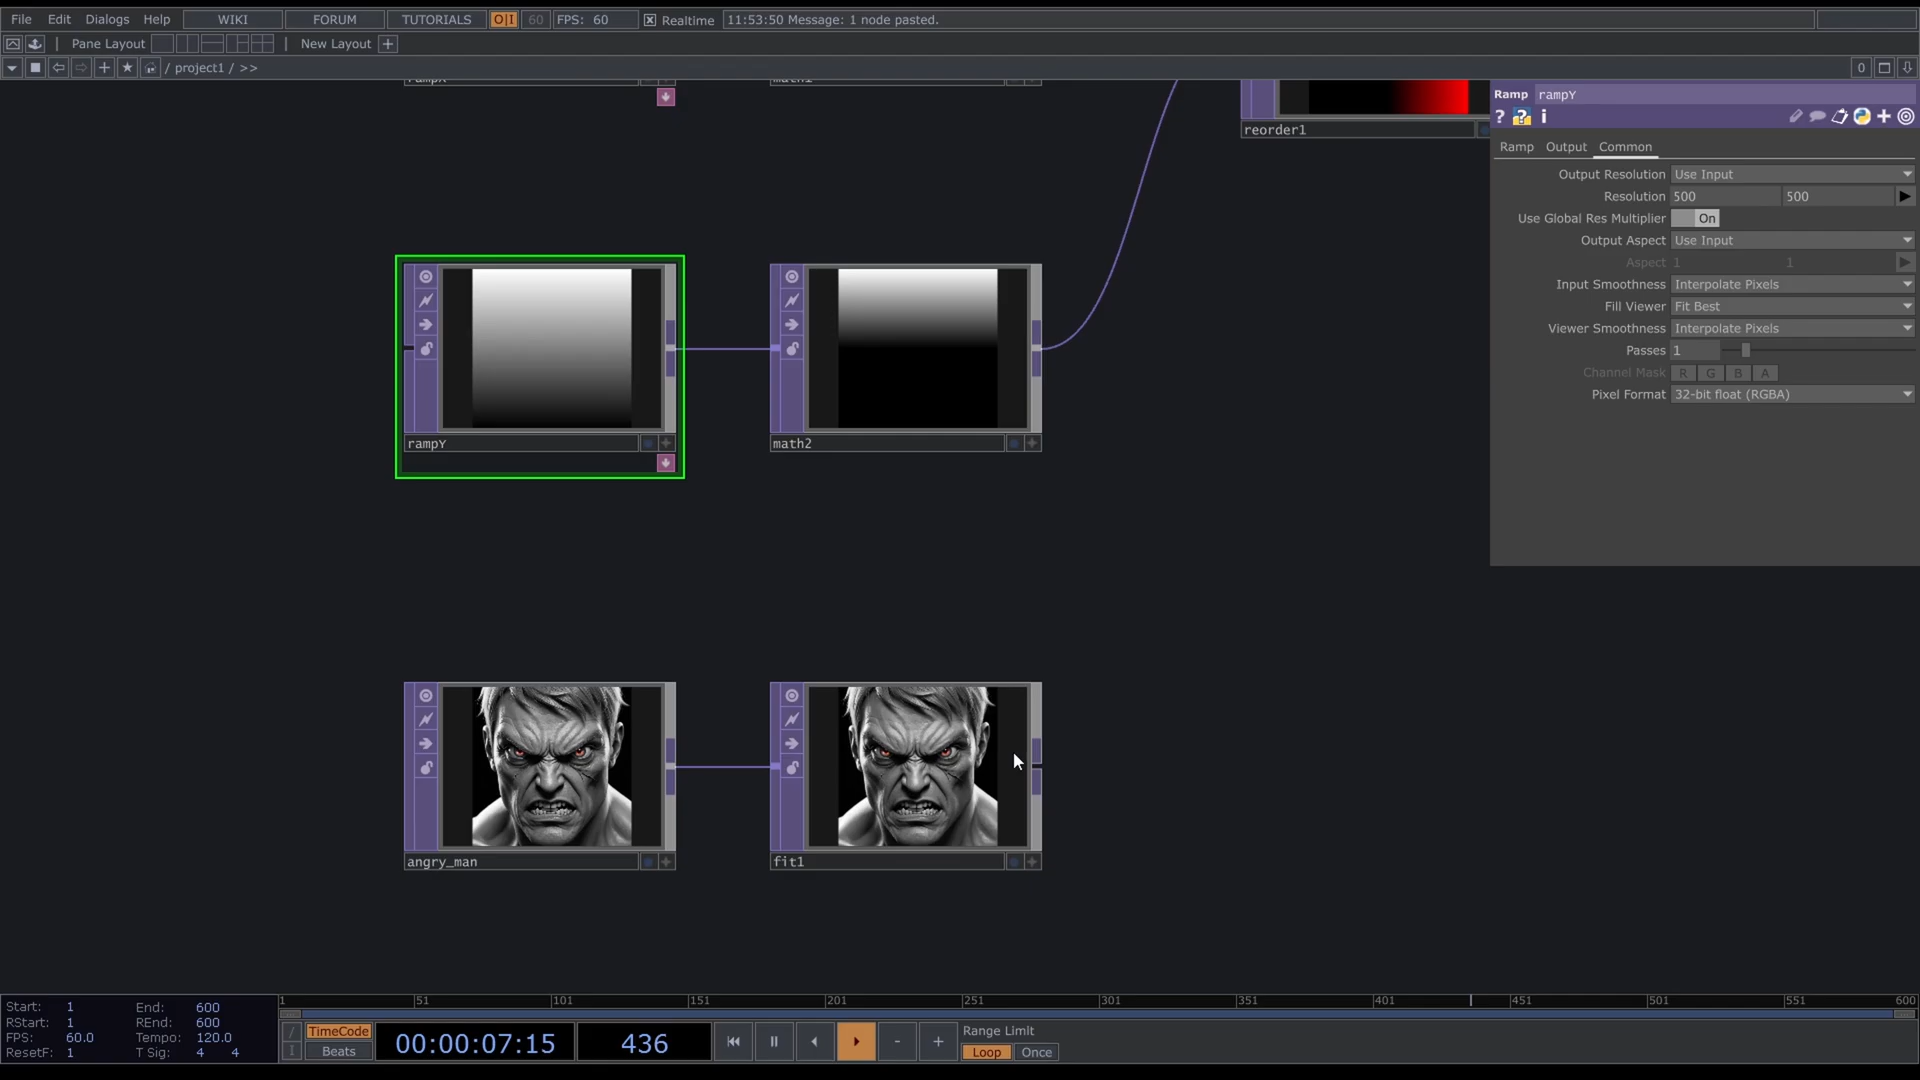 File Edit Dialogs Help WIKI FORUM TUTORIALS O|I 60 FPS: 60 Realtime 11:53:50 Message: 1 node pasted.
Pane Layout New Layout +
/ project1 / >> 0
Ramp rampY
? ? i
reorder1
Ramp Output Common
Output Resolution Use Input
Resolution 500 500
Use Global Res Multiplier On
Output Aspect Use Input
Aspect 1 1
Input Smoothness Interpolate Pixels
Fill Viewer Fit Best
Viewer Smoothness Interpolate Pixels
Passes 1
Channel Mask R G B A
Pixel Format 32-bit float (RGBA)
rampY math2
angry_man fit1
1 51 101 151 201 251 301 351 401 451 501 551 600
Start: 1 End: 600
RStart: 1 REnd: 600
FPS: 60.0 Tempo: 120.0
ResetF: 1 T Sig: 4 4
TimeCode
Beats
00:00:07:15 436
- +
Range Limit
Loop Once